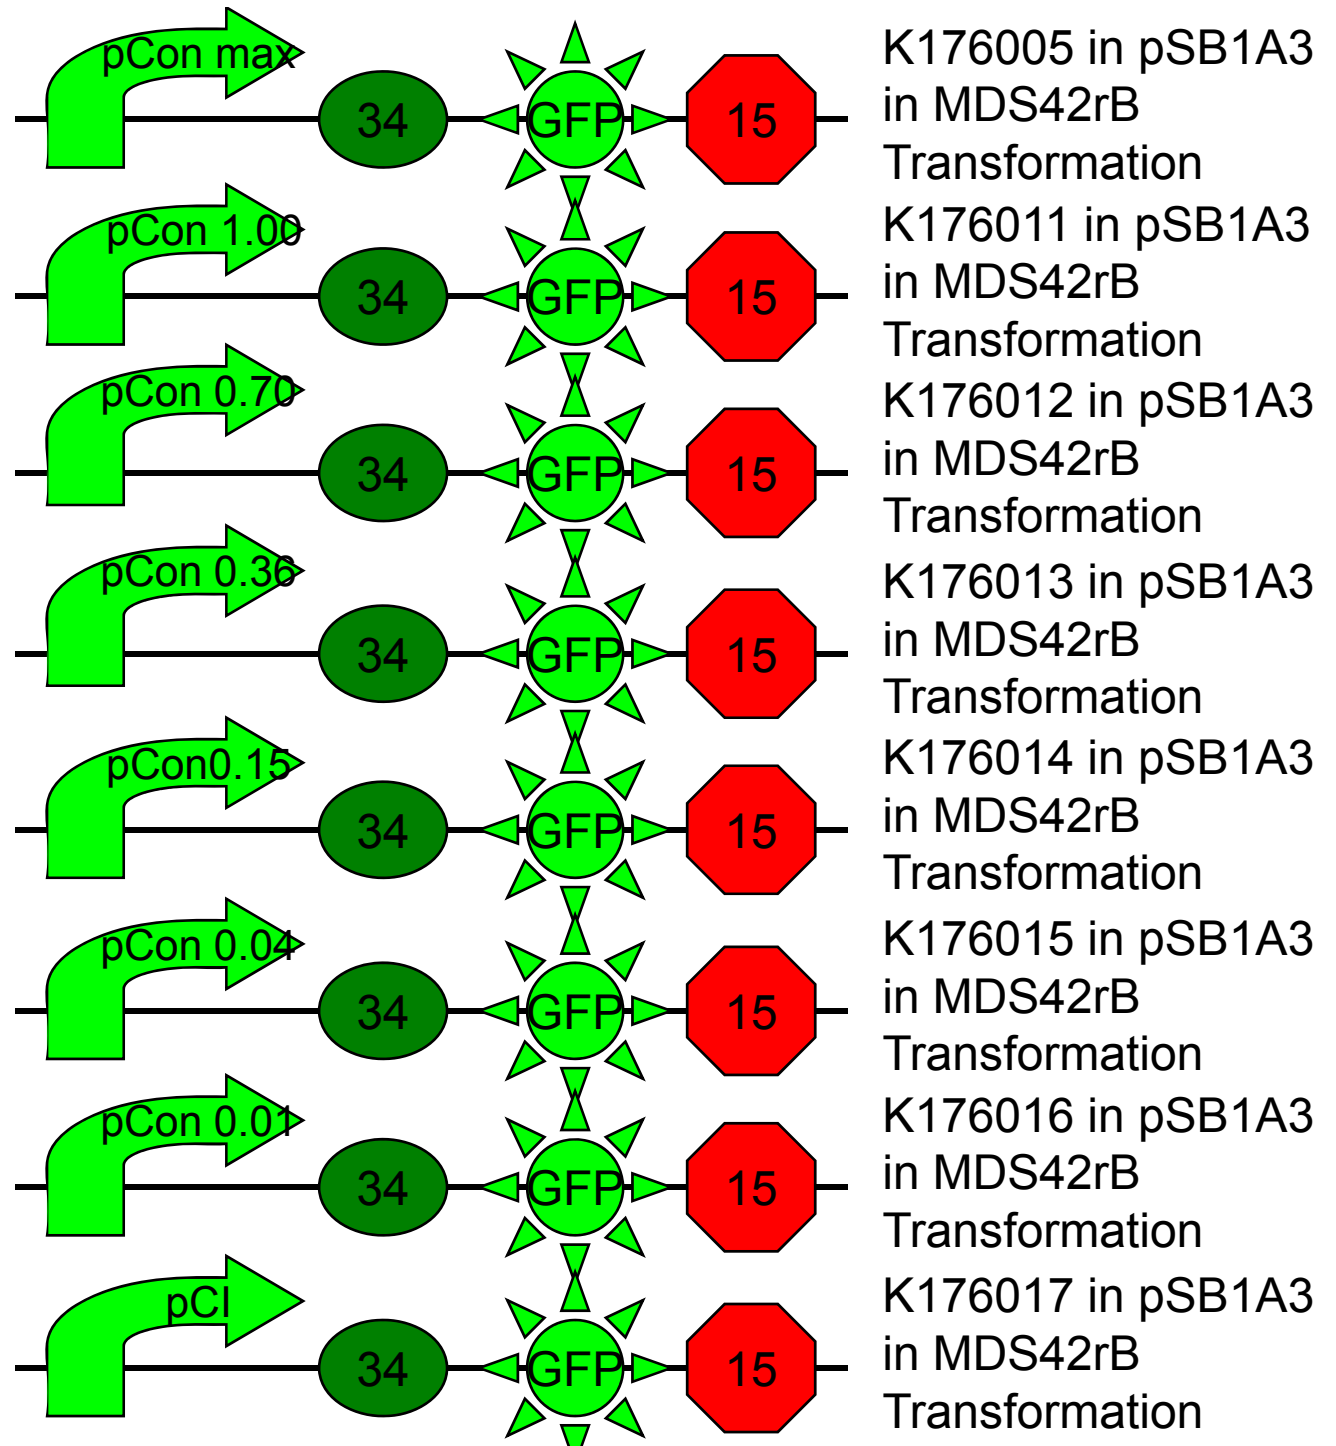 pCon max
34
GFP
15
K176005 in pSB1A3
in MDS42rB
Transformation
pCon 1.00
34
GFP
15
K176011 in pSB1A3
in MDS42rB
Transformation
pCon 0.70
34
GFP
15
K176012 in pSB1A3
in MDS42rB
Transformation
pCon 0.36
34
GFP
15
K176013 in pSB1A3
in MDS42rB
Transformation
pCon0.15
34
GFP
15
K176014 in pSB1A3
in MDS42rB
Transformation
pCon 0.04
34
GFP
15
K176015 in pSB1A3
in MDS42rB
Transformation
pCon 0.01
34
GFP
15
K176016 in pSB1A3
in MDS42rB
Transformation
pCI
34
GFP
15
K176017 in pSB1A3
in MDS42rB
Transformation